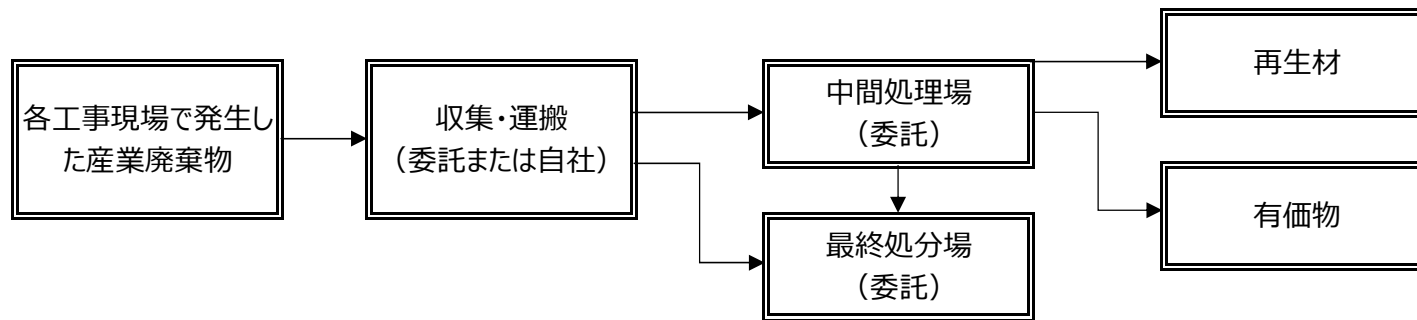 各工事現場で発生し
た産業廃棄物
収集・運搬
（委託または自社）
中間処理場
（委託）
最終処分場
（委託）
再生材
有価物